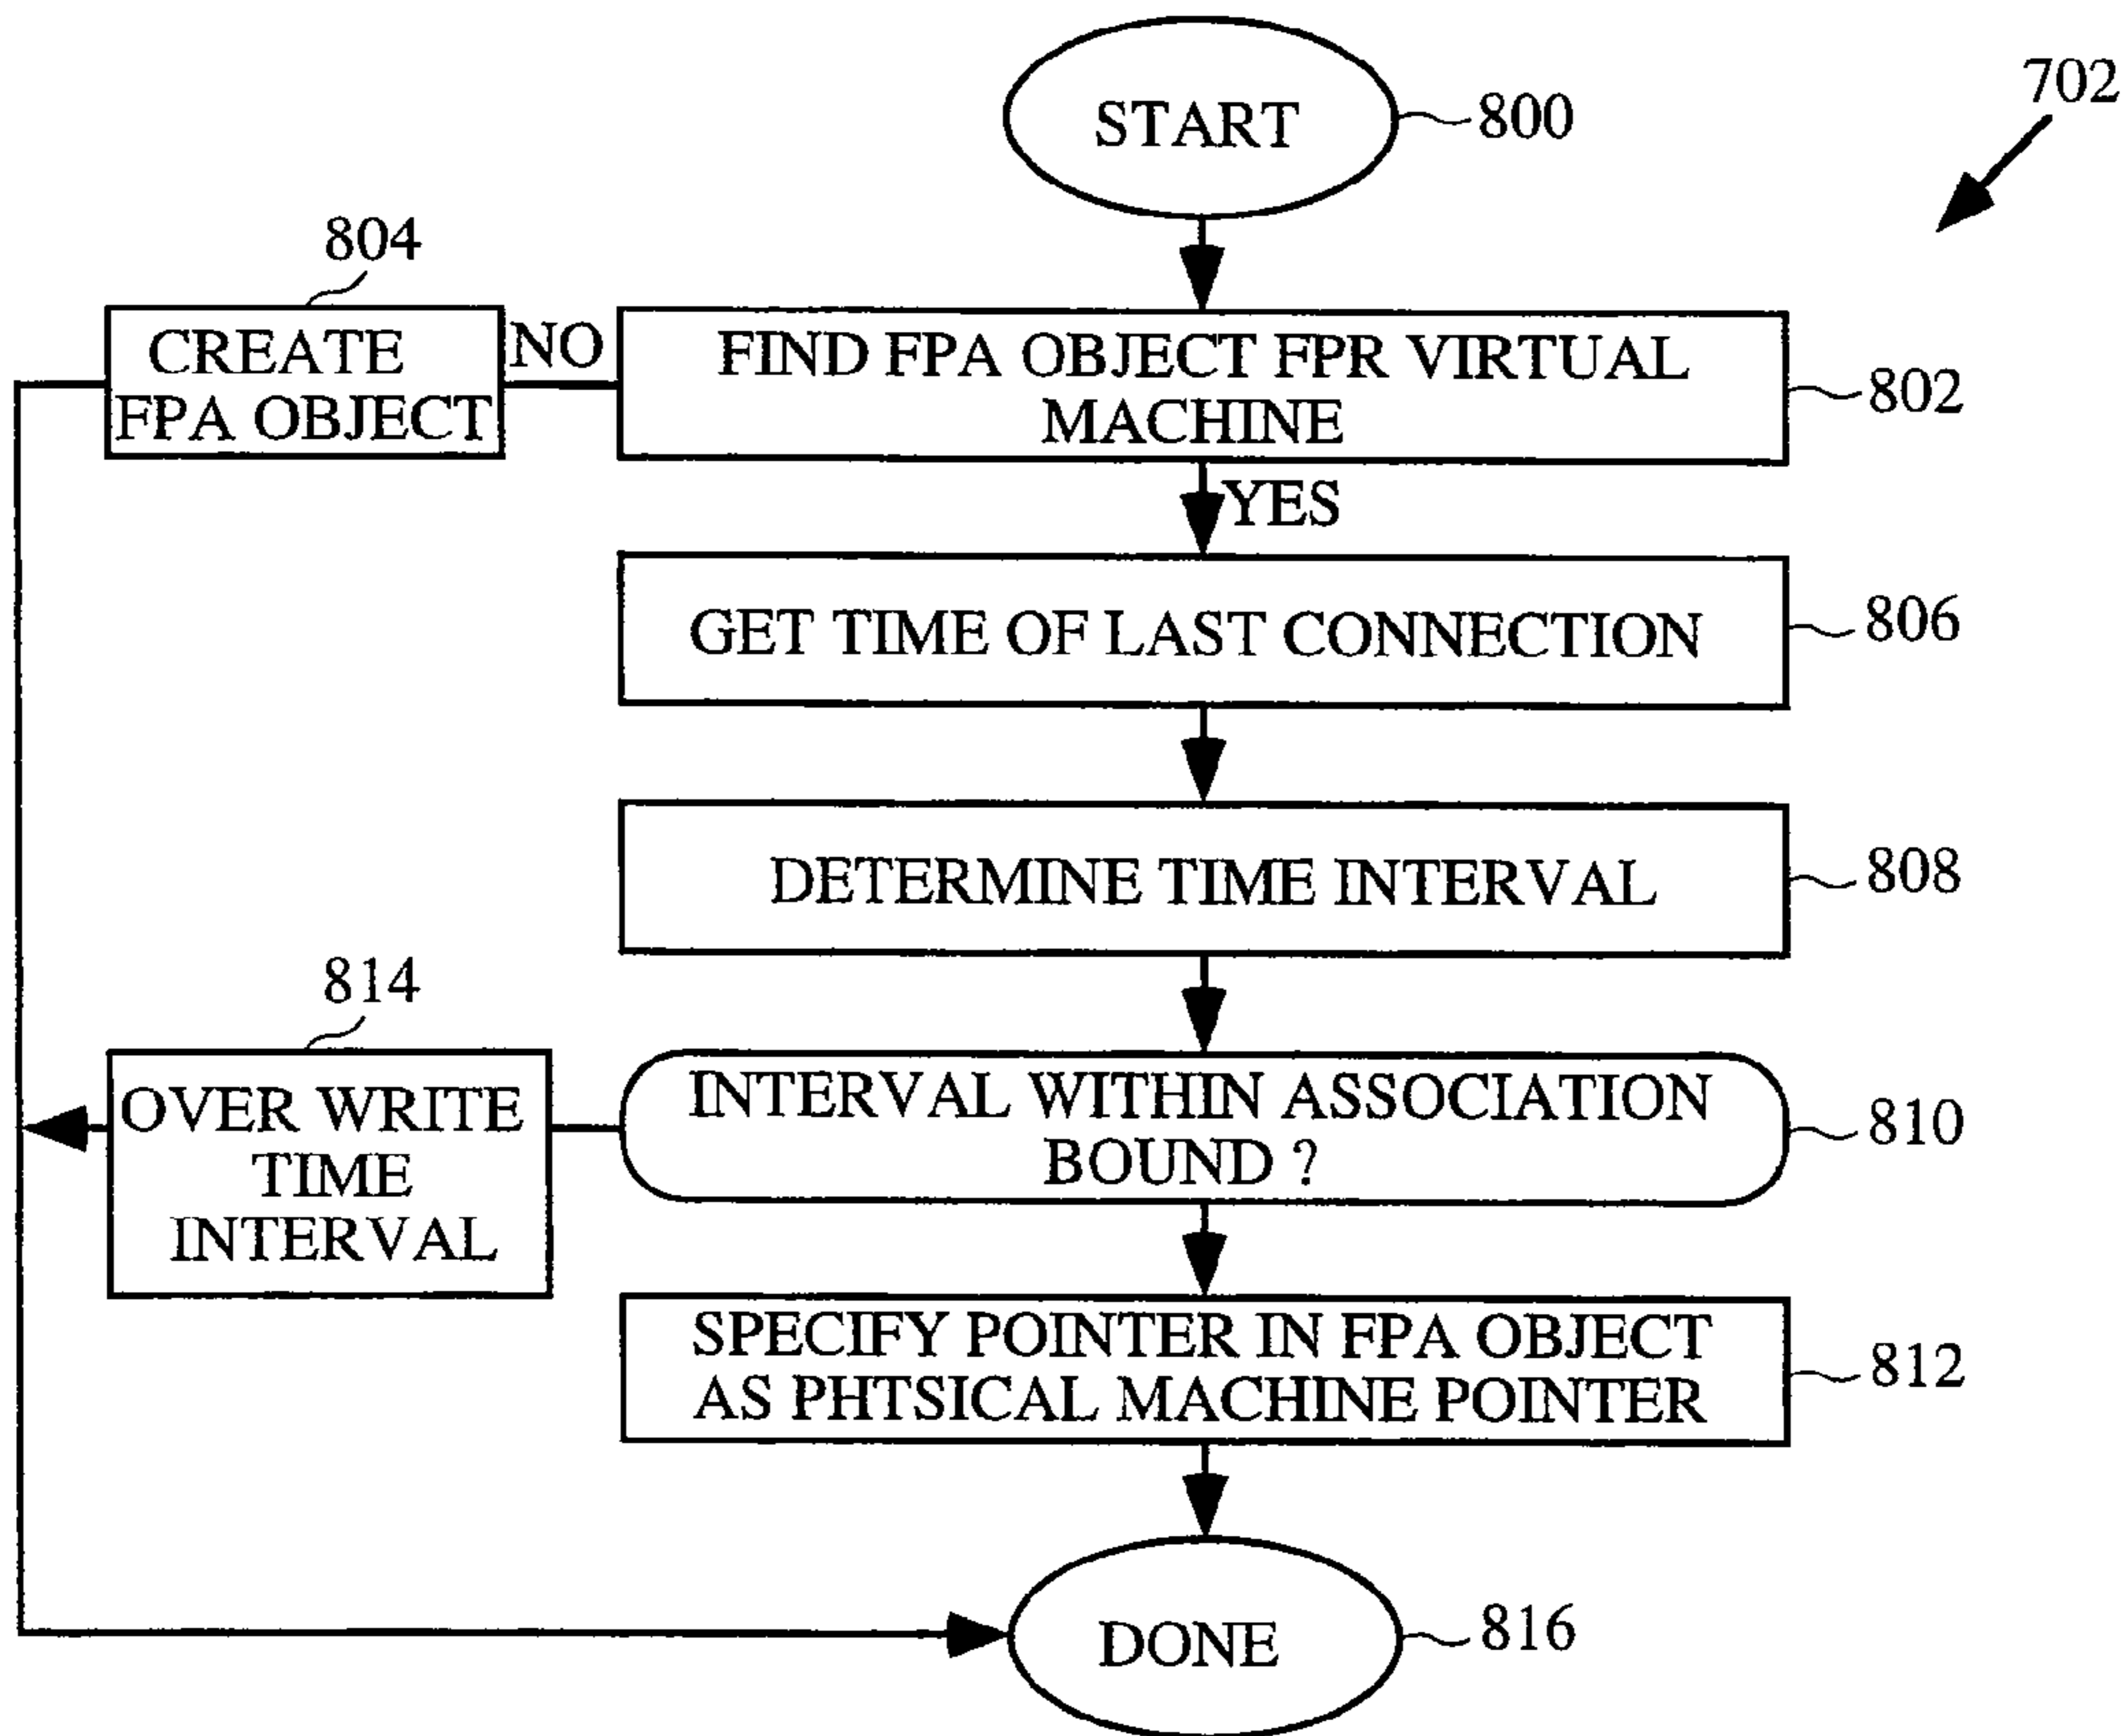 START
800
702
804
CREATE
FPA OBJECT
NO
FIND FPA OBJECT FPR VIRTUAL
MACHINE
802
YES
GET TIME OF LAST CONNECTION
806
DETERMINE TIME INTERVAL
808
814
OVER WRITE
TIME
INTERVAL
INTERVAL WITHIN ASSOCIATION
BOUND ?
810
SPECIFY POINTER IN FPA OBJECT
AS PHTSICAL MACHINE POINTER
812
DONE
816